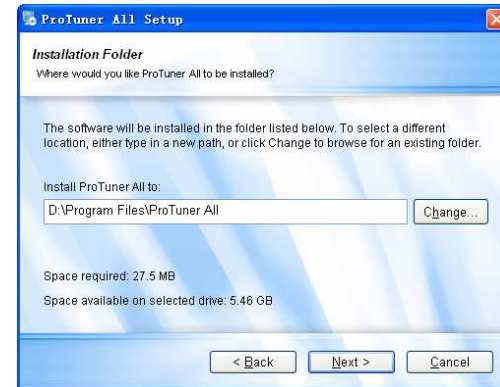 ProTuner All Setup
Installation Folder
Where would you like ProTuner All to be installed?
The software will be installed in the folder listed below. To select a different
location, either type in a new path, or click Change to browse for an existing folder.
Install ProTuner All to:
D:\Program Files\ProTuner All
Change...
Space required: 27.5 MB
Space available on selected drive: 5.46 GB
< Back Next > Cancel